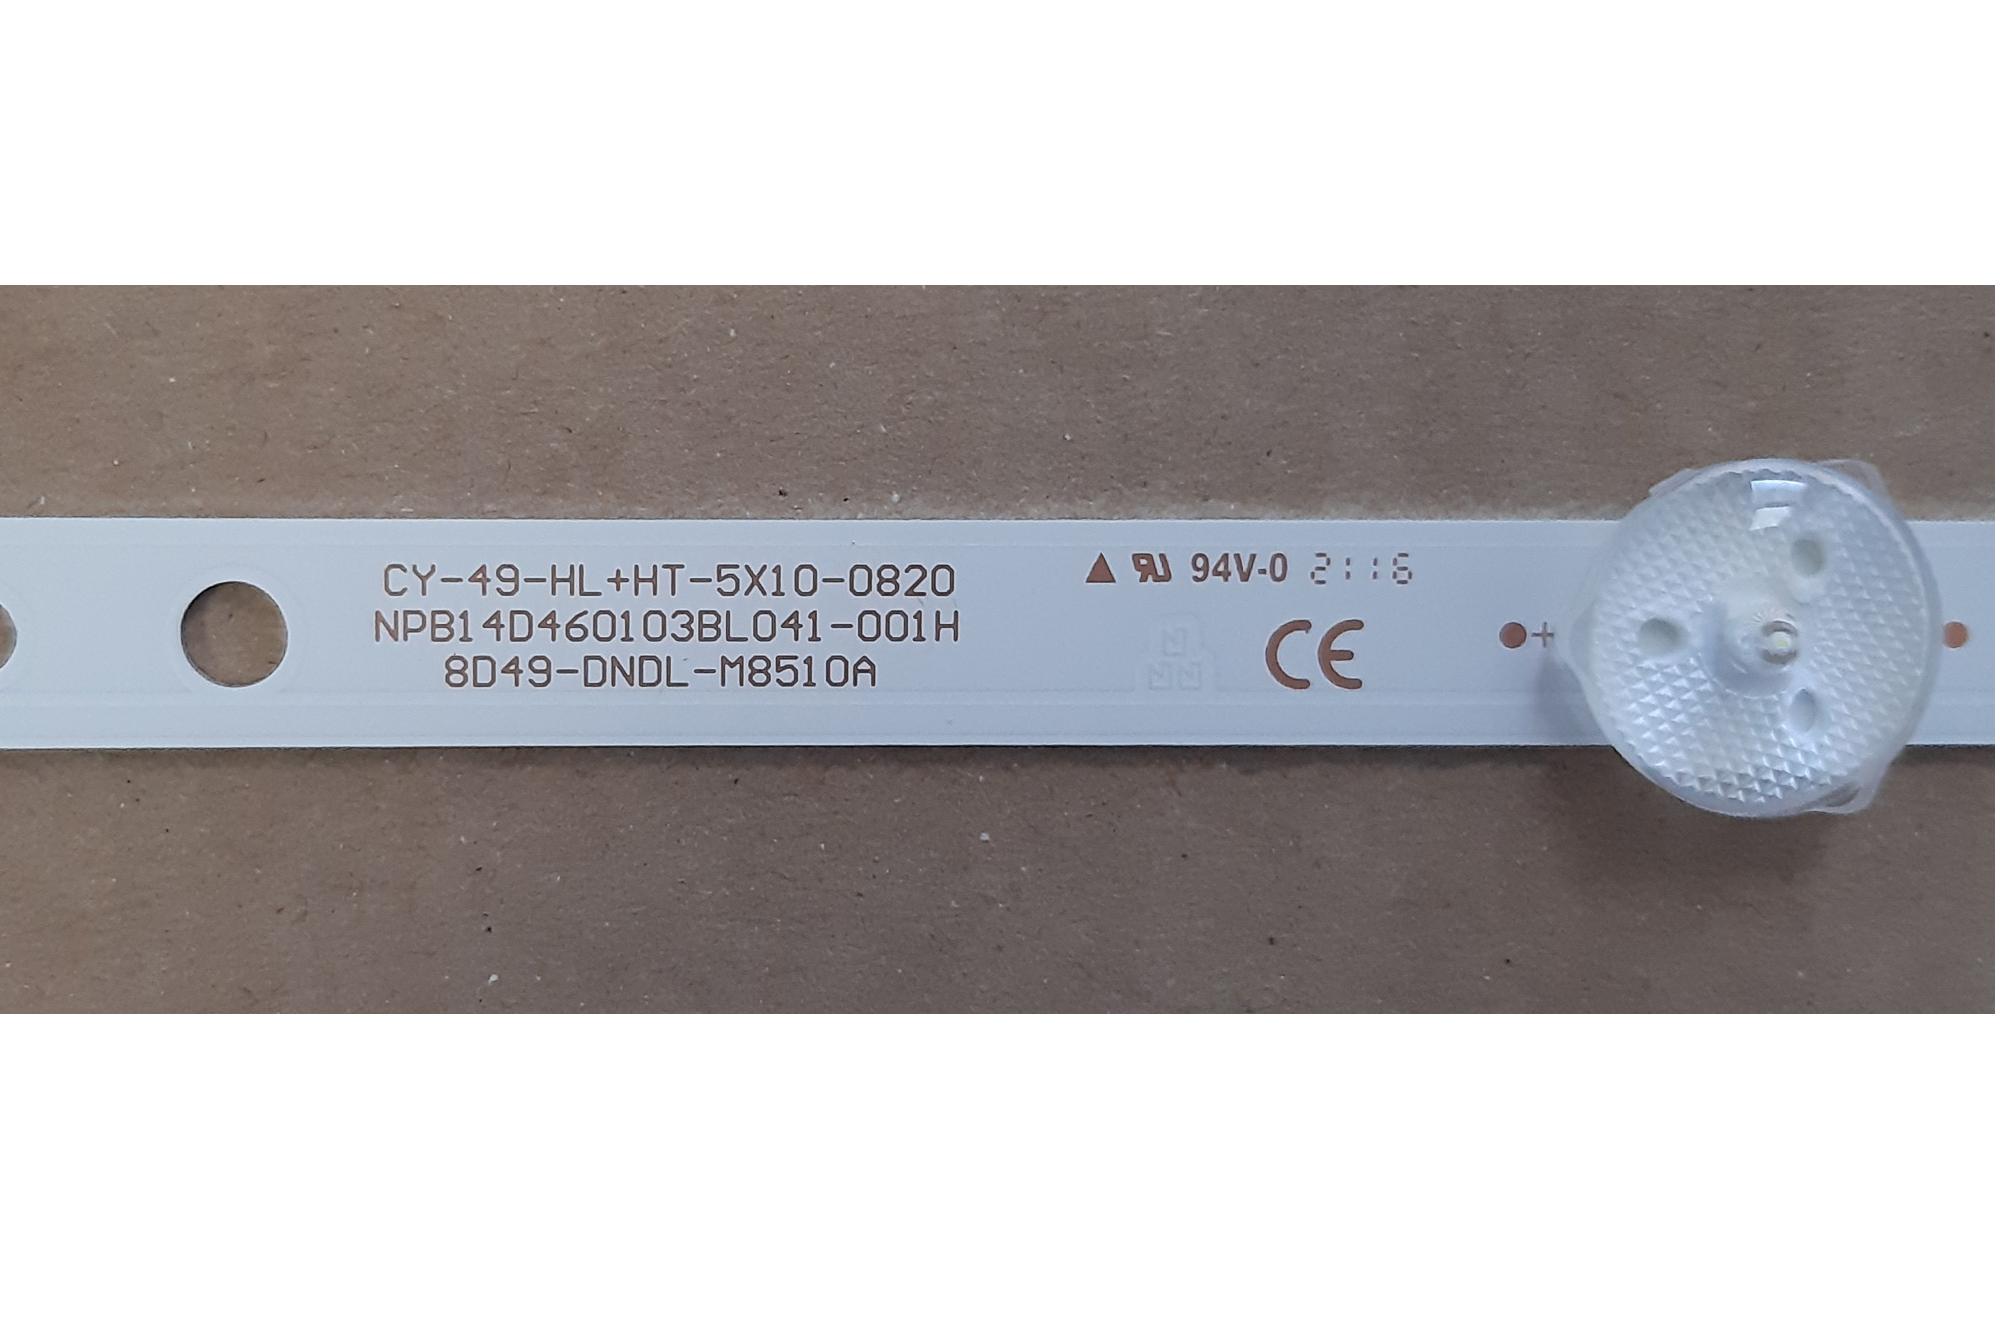 CY-49-HL+HT-5X10-0820
NPB14D460103BL041-001H
8D49-DNDL-M8510A
94V-0 2116
CE
+